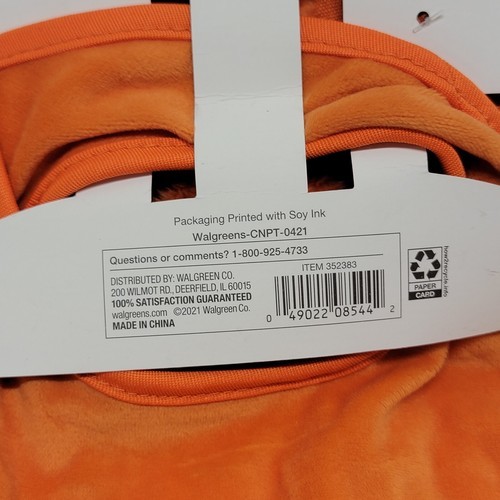 Packaging Printed with Soy Ink
Walgreens-CNPT-0421
Questions or comments? 1-800-925-4733
ITEM 352383
DISTRIBUTED BY: WALGREEN CO.
200 WILMOT RD., DEERFIELD, IL 60015
100% SATISFACTION GUARANTEED
walgreens.com ©2021 Walgreen Co.
MADE IN CHINA
0 49022 08544 2
how2recycle.info
PAPER
CARD